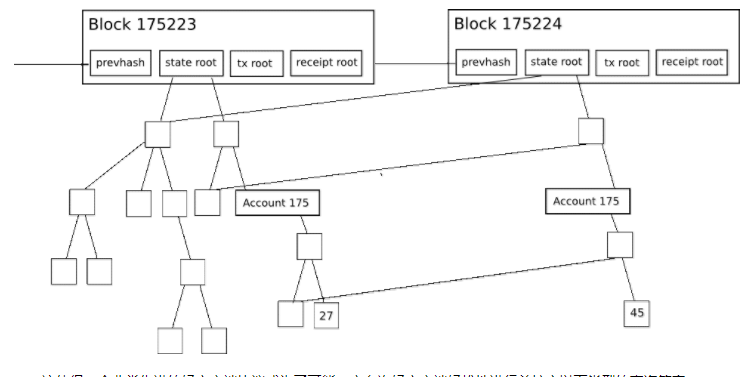 Block 175223
Block 175224
prevhash
state root
tx root
receipt root
prevhash
state root
tx root
receipt root
Account 175
Account 175
27
45